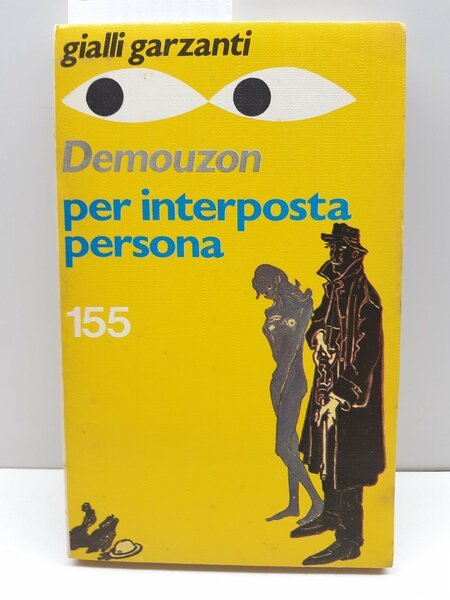 gialli garzanti
Demouzon
per interposta
persona
155